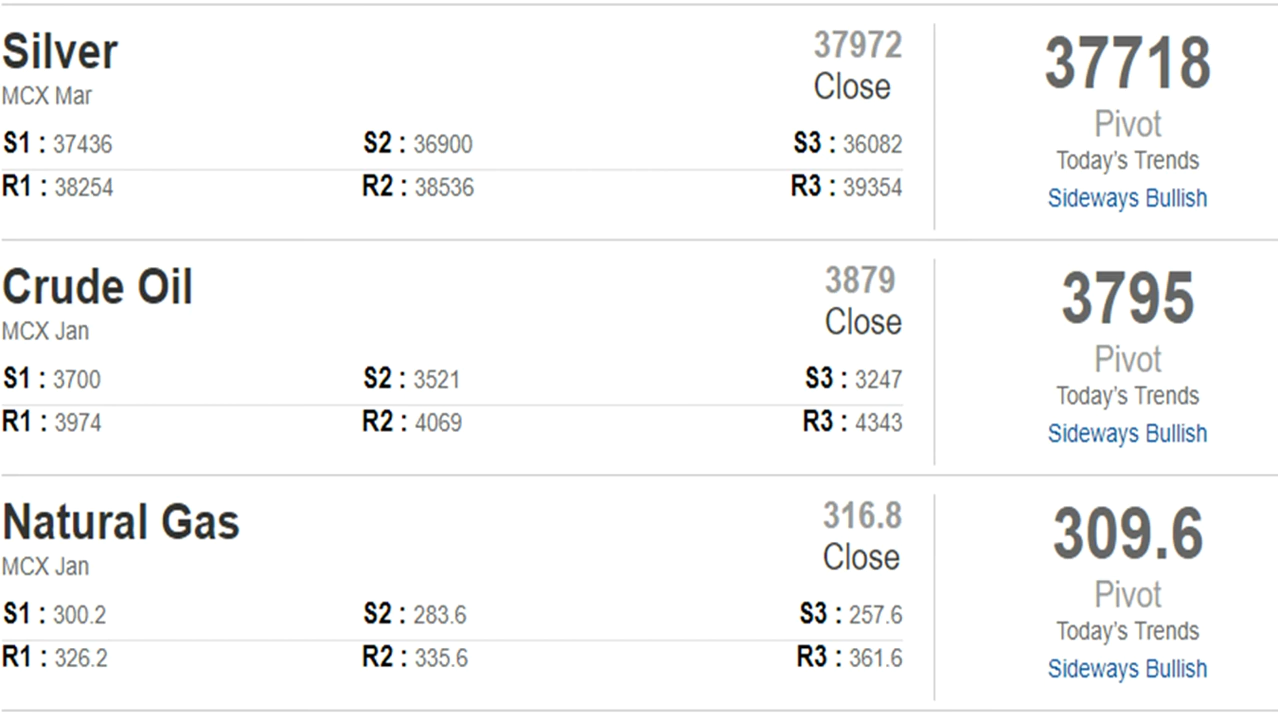 Silver
MCX Mar
37972
Close
S1 : 37436 S2 : 36900 S3 : 36082
R1 : 38254 R2 : 38536 R3 : 39354
37718
Pivot
Today's Trends
Sideways Bullish
Crude Oil
MCX Jan
3879
Close
S1 : 3700 S2 : 3521 S3 : 3247
R1 : 3974 R2 : 4069 R3 : 4343
3795
Pivot
Today's Trends
Sideways Bullish
Natural Gas
MCX Jan
316.8
Close
S1 : 300.2 S2 : 283.6 S3 : 257.6
R1 : 326.2 R2 : 335.6 R3 : 361.6
309.6
Pivot
Today's Trends
Sideways Bullish